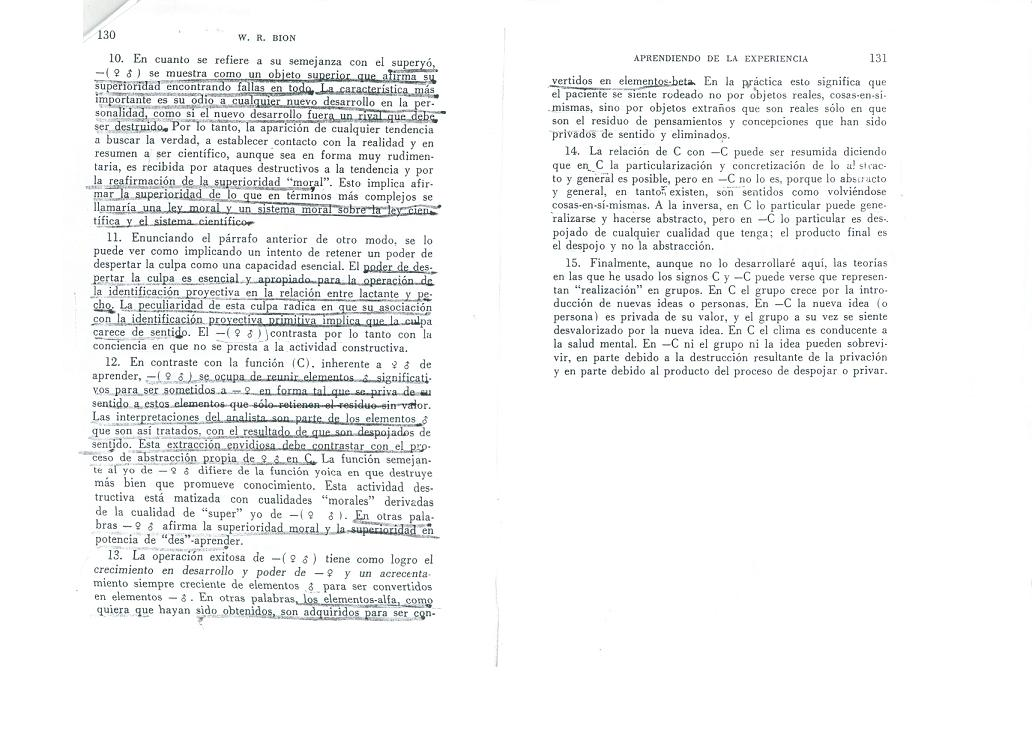 130
W. R. BION
10. En cuanto se refiere a su semejanza con el superyó,
—(♀ ♂) se muestra como un objeto superior que afirma su
superioridad encontrando fallas en todo. La característica más
importante es su odio a cualquier nuevo desarrollo en la per-
sonalidad, como si el nuevo desarrollo fuera un rival que debe
ser destruido. Por lo tanto, la aparición de cualquier tendencia
a buscar la verdad, a establecer contacto con la realidad y en
resumen a ser científico, aunque sea en forma muy rudimen-
taria, es recibida por ataques destructivos a la tendencia y por
la reafirmación de la superioridad "moral". Esto implica afir-
mar la superioridad de lo que en términos más complejos se
llamaría una ley moral y un sistema moral sobre la ley cien-
tífica y el sistema científico.
11. Enunciando el párrafo anterior de otro modo, se lo
puede ver como implicando un intento de retener un poder de
despertar la culpa como una capacidad esencial. El poder de des-
pertar la culpa es esencial y apropiado para la operación de
la identificación proyectiva en la relación entre lactante y pe-
cho. La peculiaridad de esta culpa radica en que su asociación
con la identificación proyectiva primitiva implica que la culpa
carece de sentido. El —(♀ ♂) contrasta por lo tanto con la
conciencia en que no se presta a la actividad constructiva.
12. En contraste con la función (C), inherente a ♀ ♂ de
aprender, —(♀ ♂) se ocupa de reunir elementos ♂ significati-
vos para ser sometidos a — ♀ en forma tal que se priva de su
sentido a estos elementos que sólo retienen el residuo sin valor.
Las interpretaciones del analista son parte de los elementos ♂
que son así tratados, con el resultado de que son despojados de
sentido. Esta extracción envidiosa debe contrastar con el pro-
ceso de abstracción propia de ♀ ♂ en C. La función semejan-
te al yo de — ♀ ♂ difiere de la función yoica en que destruye
más bien que promueve conocimiento. Esta actividad des-
tructiva está matizada con cualidades "morales" derivadas
de la cualidad de "super" yo de —(♀ ♂). En otras pala-
bras — ♀ ♂ afirma la superioridad moral y la superioridad en
potencia de "des"-aprender.
13. La operación exitosa de —(♀ ♂) tiene como logro el
crecimiento en desarrollo y poder de — ♀ y un acrecenta-
miento siempre creciente de elementos ♂ para ser convertidos
en elementos — ♂. En otras palabras, los elementos-alfa, como
quiera que hayan sido obtenidos, son adquiridos para ser con-
APRENDIENDO DE LA EXPERIENCIA
131
vertidos en elementos-beta. En la práctica esto significa que
el paciente se siente rodeado no por objetos reales, cosas-en-sí-
mismas, sino por objetos extraños que son reales sólo en que
son el residuo de pensamientos y concepciones que han sido
privados de sentido y eliminados.
14. La relación de C con —C puede ser resumida diciendo
que en C la particularización y concretización de lo abstrac-
to y general es posible, pero en —C no lo es, porque lo abstracto
y general, en tanto existen, son sentidos como volviéndose
cosas-en-sí-mismas. A la inversa, en C lo particular puede gene-
ralizarse y hacerse abstracto, pero en —C lo particular es des-
pojado de cualquier cualidad que tenga; el producto final es
el despojo y no la abstracción.
15. Finalmente, aunque no lo desarrollaré aquí, las teorías
en las que he usado los signos C y —C puede verse que represen-
tan "realización" en grupos. En C el grupo crece por la intro-
ducción de nuevas ideas o personas. En —C la nueva idea (o
persona) es privada de su valor, y el grupo a su vez se siente
desvalorizado por la nueva idea. En C el clima es conducente a
la salud mental. En —C ni el grupo ni la idea pueden sobrevi-
vir, en parte debido a la destrucción resultante de la privación
y en parte debido al producto del proceso de despojar o privar.